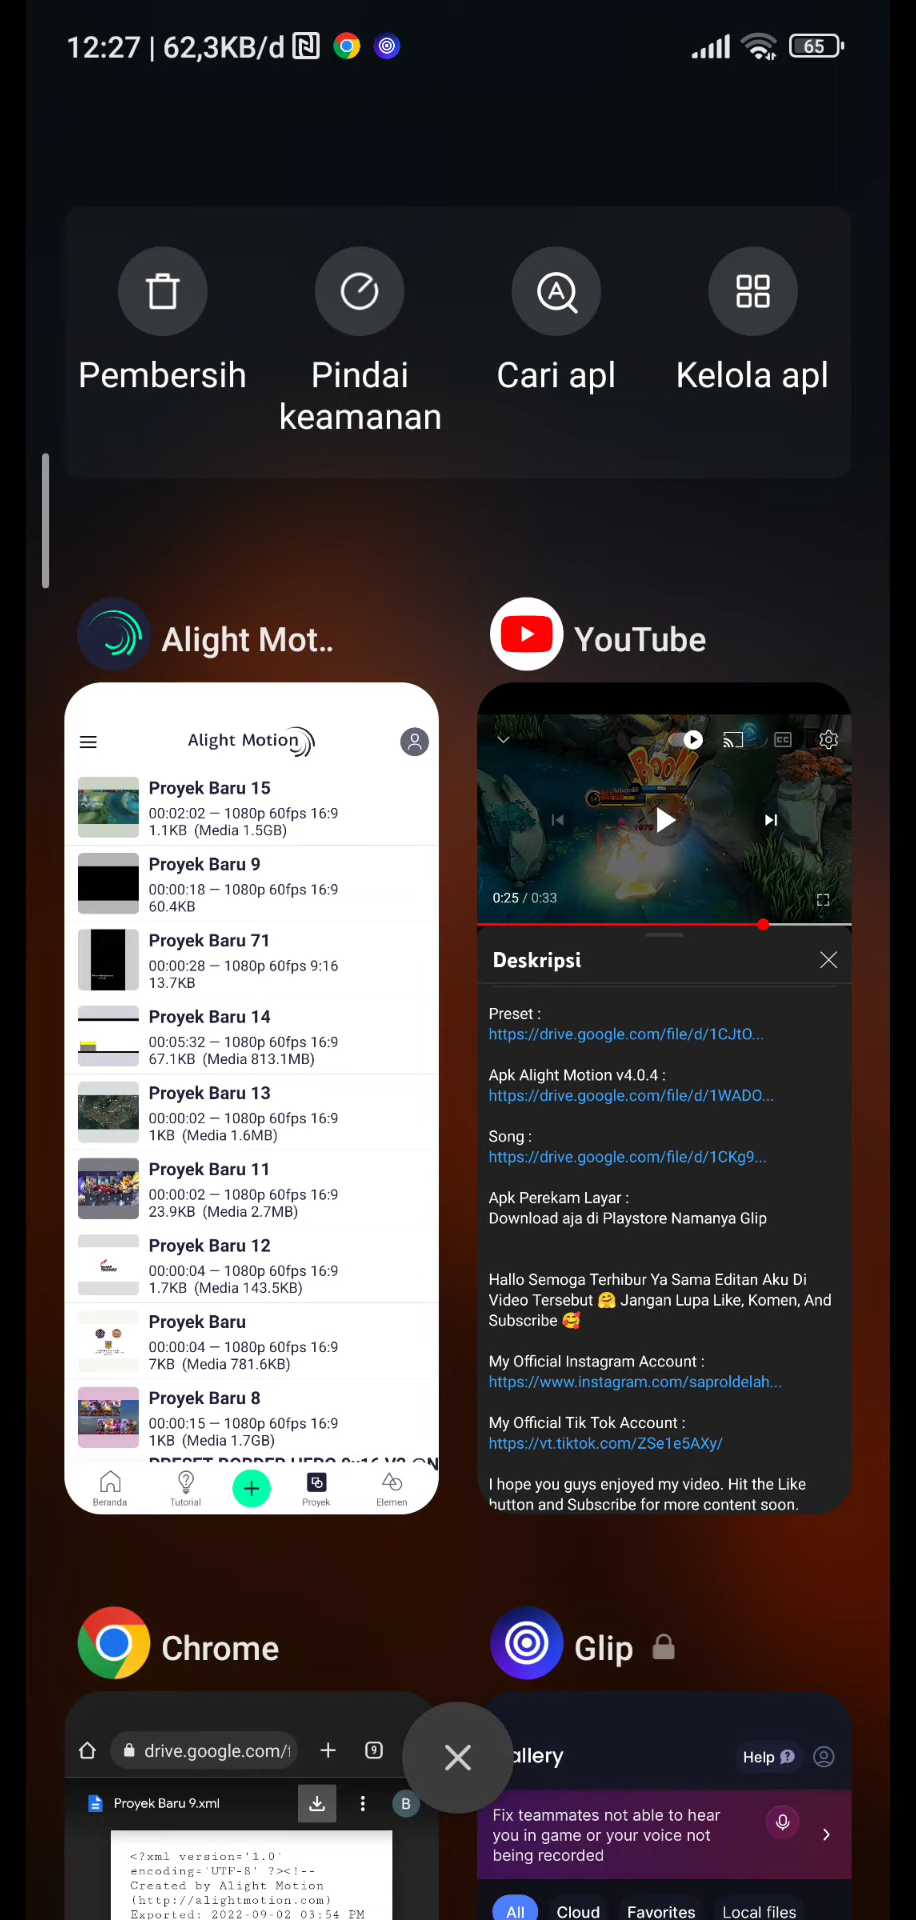 12:27 | 62,3KB/d
65
Pembersih
Pindai
keamanan
Cari apl
Kelola apl
Alight Mot..
YouTube
Alight Motion
Proyek Baru 15
00:02:02 — 1080p 60fps 16:9
1.1KB (Media 1.5GB)
Proyek Baru 9
00:00:18 — 1080p 60fps 16:9
60.4KB
Proyek Baru 71
00:00:28 — 1080p 60fps 9:16
13.7KB
Proyek Baru 14
00:05:32 — 1080p 60fps 16:9
67.1KB (Media 813.1MB)
Proyek Baru 13
00:00:02 — 1080p 60fps 16:9
1KB (Media 1.6MB)
Proyek Baru 11
00:00:02 — 1080p 60fps 16:9
23.9KB (Media 2.7MB)
Proyek Baru 12
00:00:04 — 1080p 60fps 16:9
1.7KB (Media 143.5KB)
Proyek Baru
00:00:04 — 1080p 60fps 16:9
7KB (Media 781.6KB)
Proyek Baru 8
00:00:15 — 1080p 60fps 16:9
1KB (Media 1.7GB)
PRESET BORDER HERO 9x16 V2
Beranda
Tutorial
Proyek
Elemen
CC
0:25 / 0:33
Deskripsi
Preset :
https://drive.google.com/file/d/1CJtO...
Apk Alight Motion v4.0.4 :
https://drive.google.com/file/d/1WADO...
Song :
https://drive.google.com/file/d/1CKg9...
Apk Perekam Layar :
Download aja di Playstore Namanya Glip
Hallo Semoga Terhibur Ya Sama Editan Aku Di
Video Tersebut 🤗 Jangan Lupa Like, Komen, And
Subscribe 🥰
My Official Instagram Account :
https://www.instagram.com/saproldelah...
My Official Tik Tok Account :
https://vt.tiktok.com/ZSe1e5AXy/
I hope you guys enjoyed my video. Hit the Like
button and Subscribe for more content soon.
Chrome
Glip
drive.google.com/f
9
Proyek Baru 9.xml
B
<?xml version='1.0'
encoding='UTF-8' ?><!--
Created by Alight Motion
(http://alightmotion.com)
Exported: 2022-09-02 03:54 PM
allery
Help
Fix teammates not able to hear
you in game or your voice not
being recorded
All
Cloud
Favorites
Local files